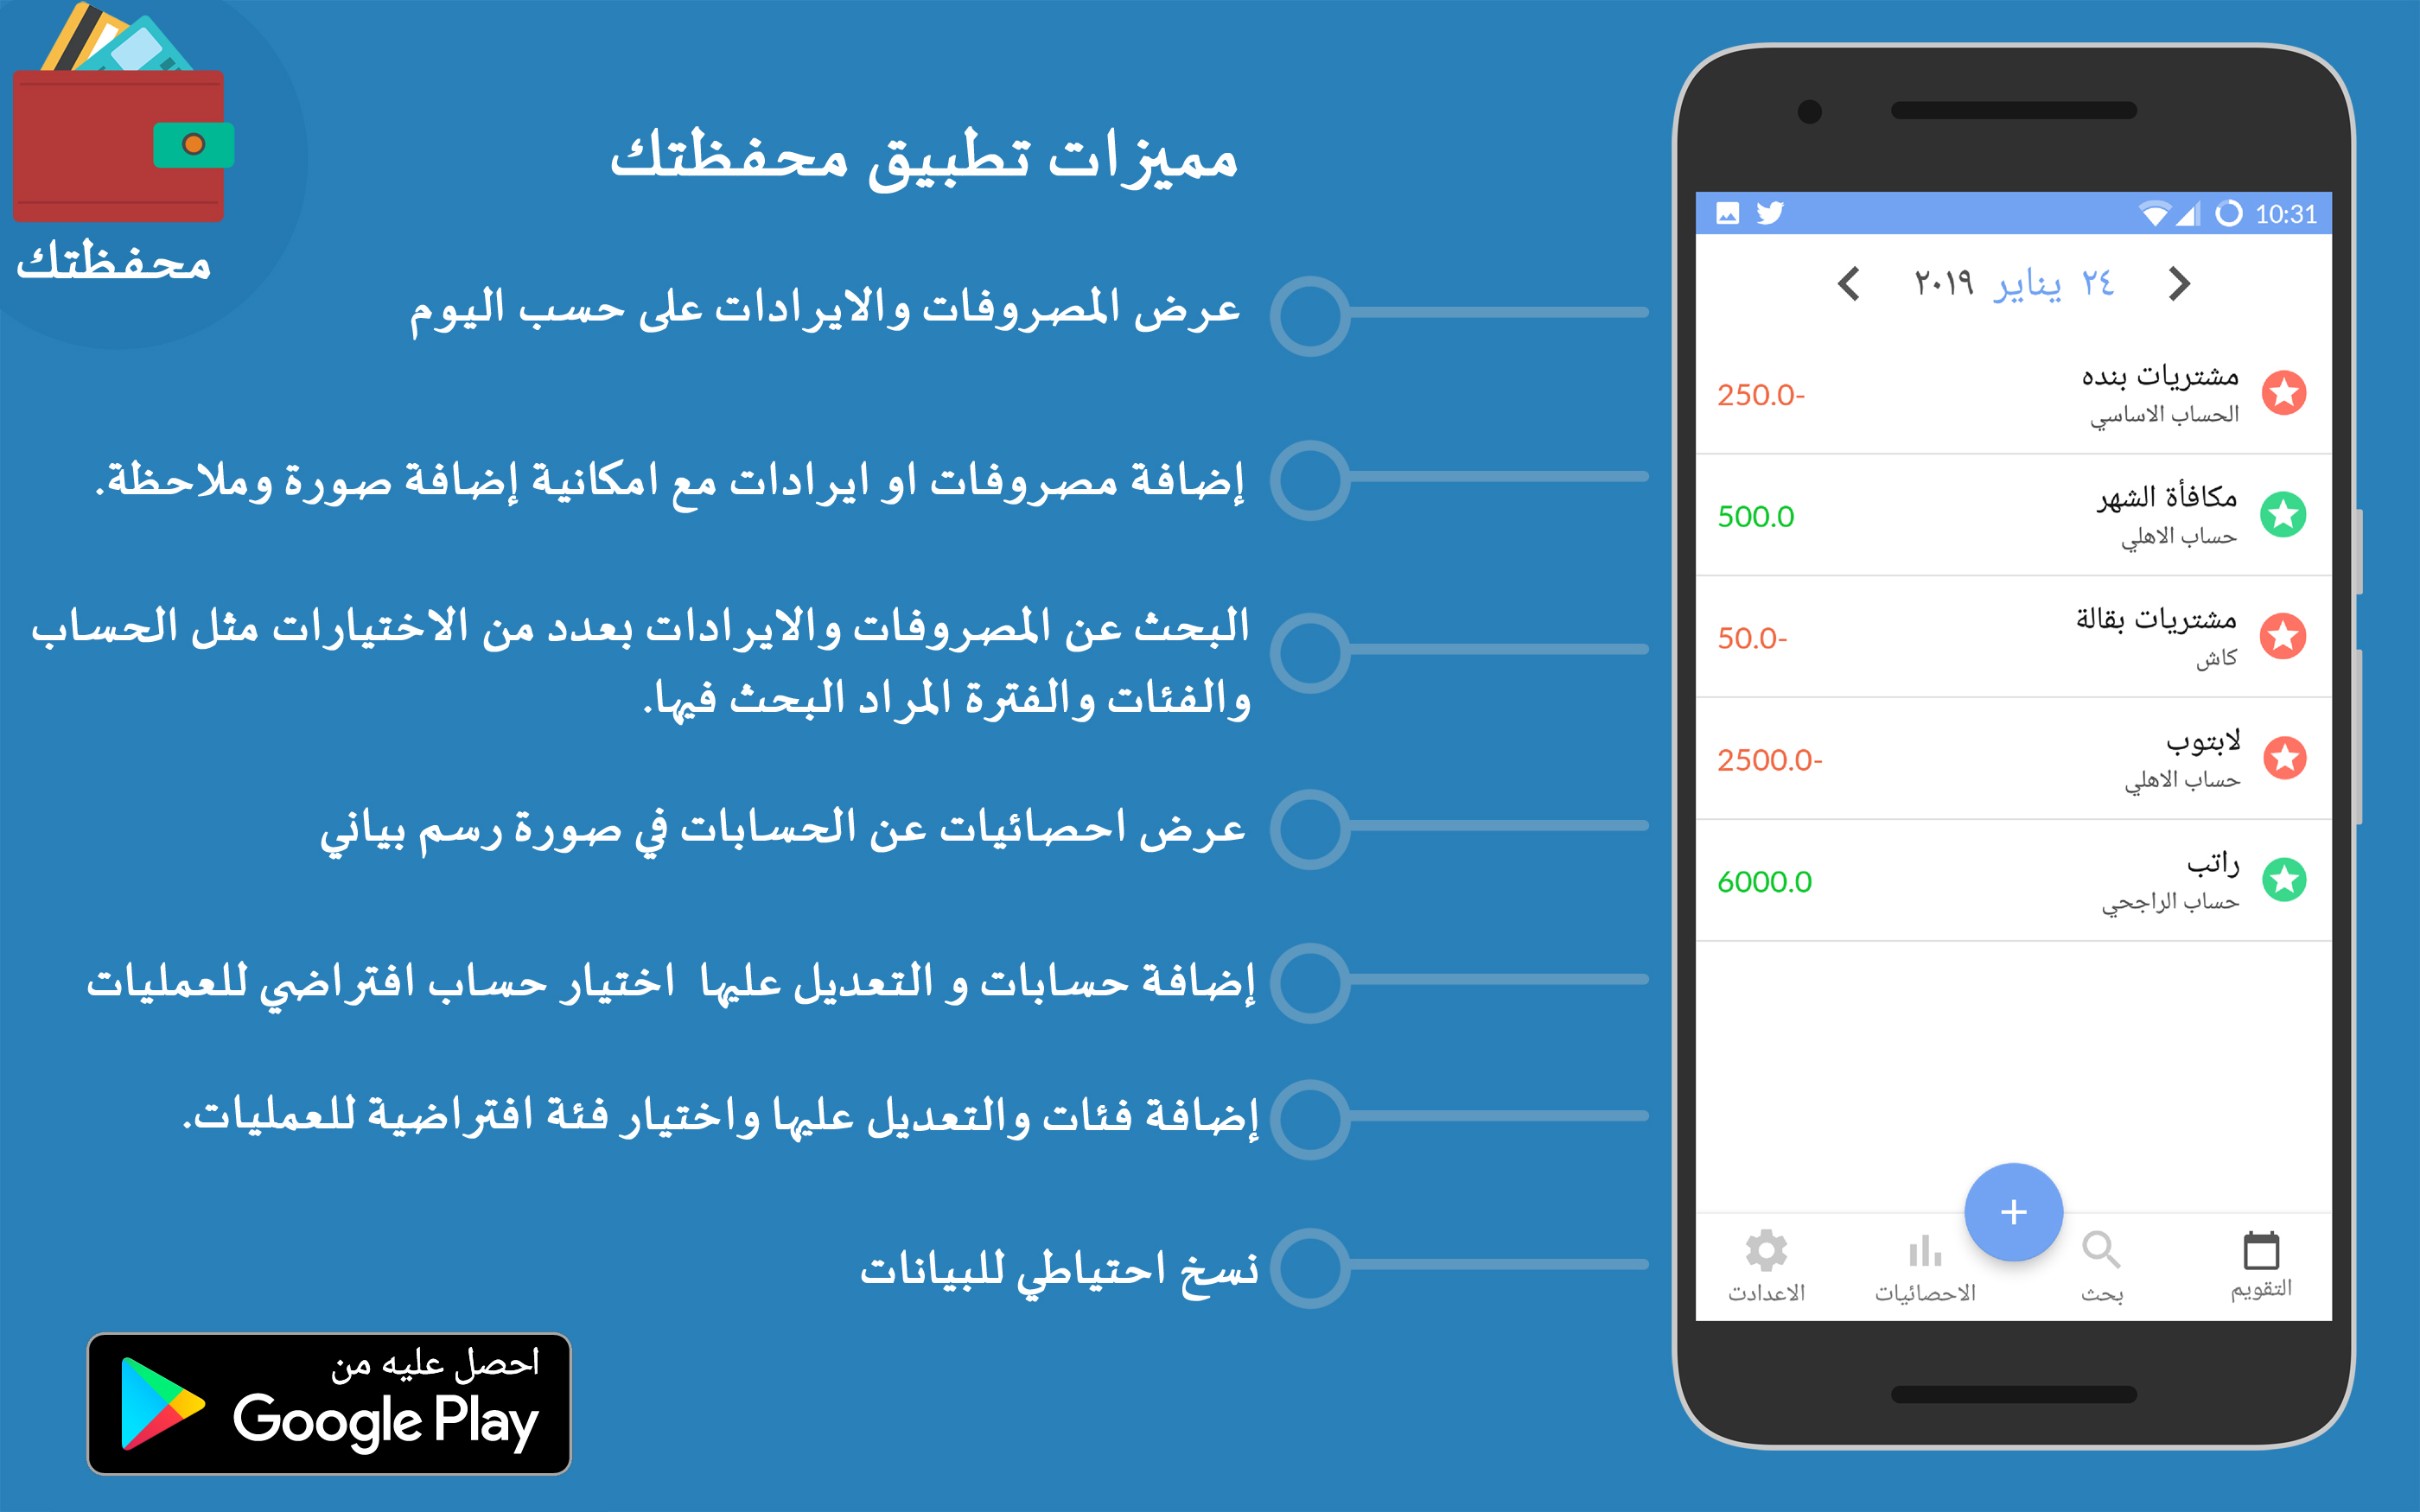 محفظتك
مميزات تطبيق محفظتك
عرض المصروفات والايرادات على حسب اليوم
إضافة مصروفات او ايرادات مع امكانية إضافة صورة وملاحظة.
البحث عن المصروفات والايرادات بعدد من الاختيارات مثل الحساب
والفئات والفترة المراد البحث فيها.
عرض احصائيات عن الحسابات في صورة رسم بياني
إضافة حسابات و التعديل عليها اختيار حساب افتراضي للعمليات
إضافة فئات والتعديل عليها واختيار فئة افتراضية للعمليات.
نسخ احتياطي للبيانات
احصل عليه من
Google Play
10:31
٢٤ يناير ٢٠١٩
مشتريات بنده
الحساب الاساسي
250.0-
مكافأة الشهر
حساب الاهلي
500.0
مشتريات بقالة
كاش
50.0-
لابتوب
حساب الاهلي
2500.0-
راتب
حساب الراجحي
6000.0
+
التقويم
بحث
الاحصائيات
الاعدادت